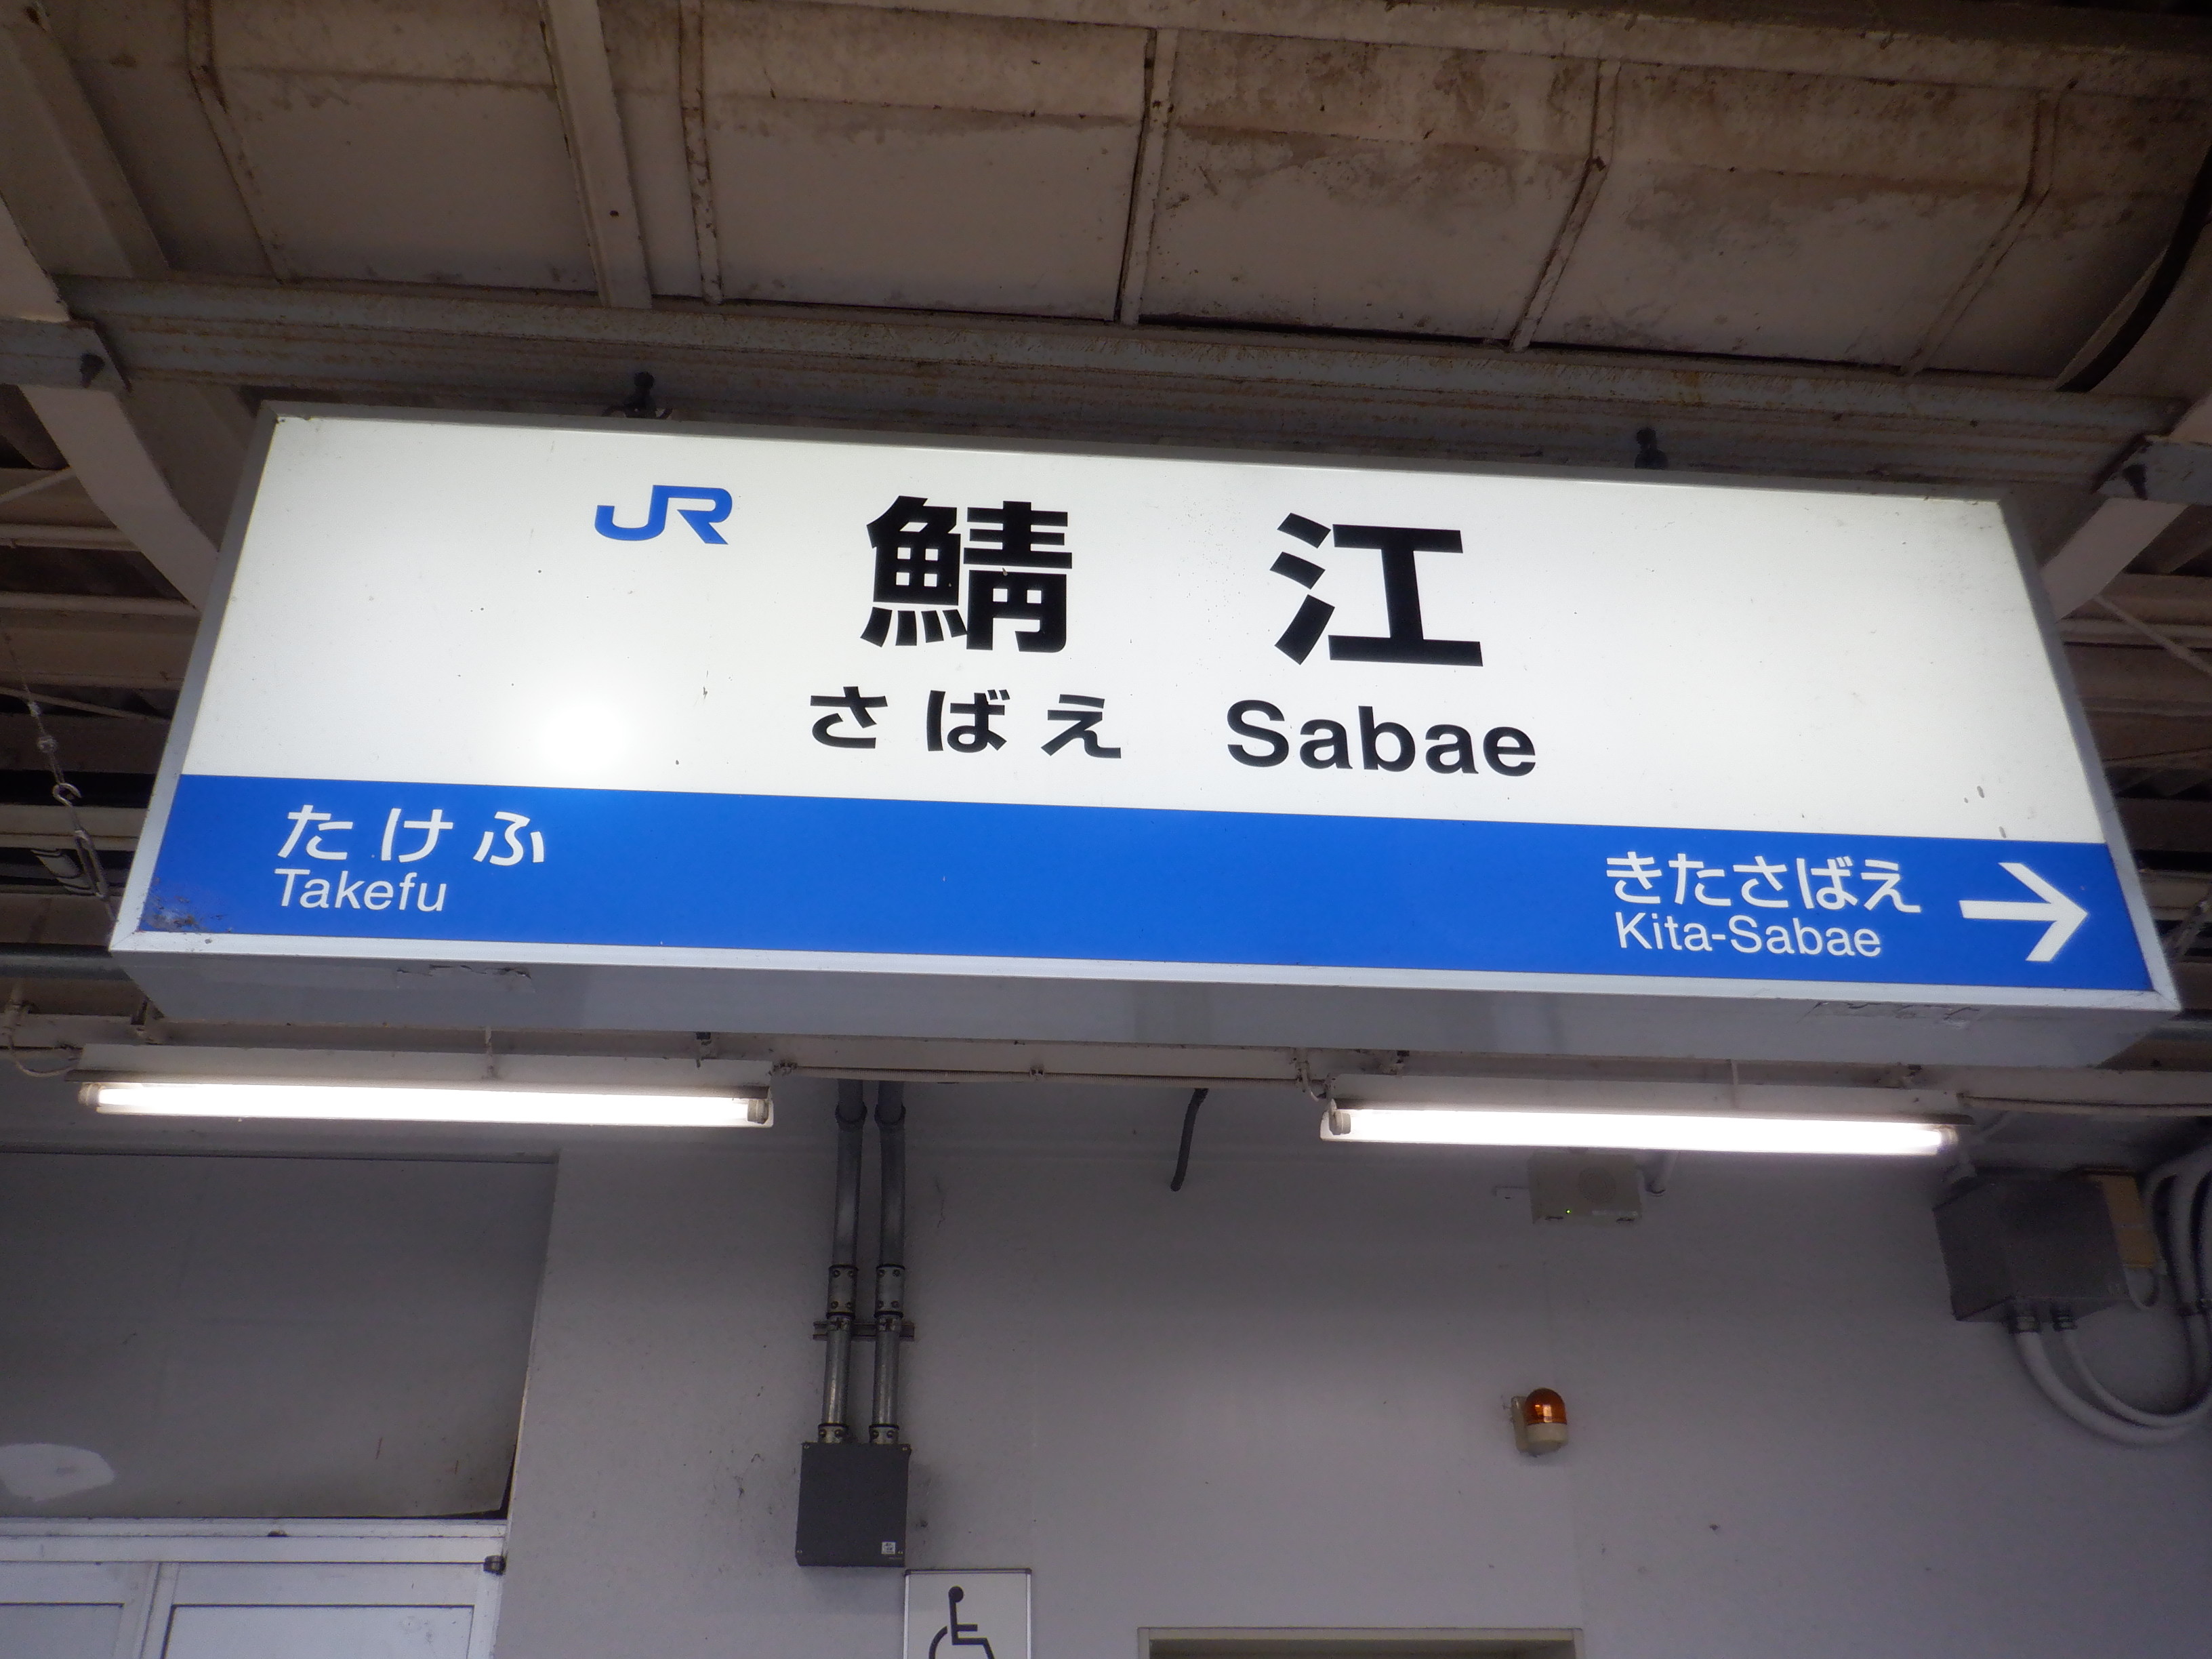 JR 鯖江
さばえ Sabae
たけふ
Takefu
きたさばえ →
Kita-Sabae